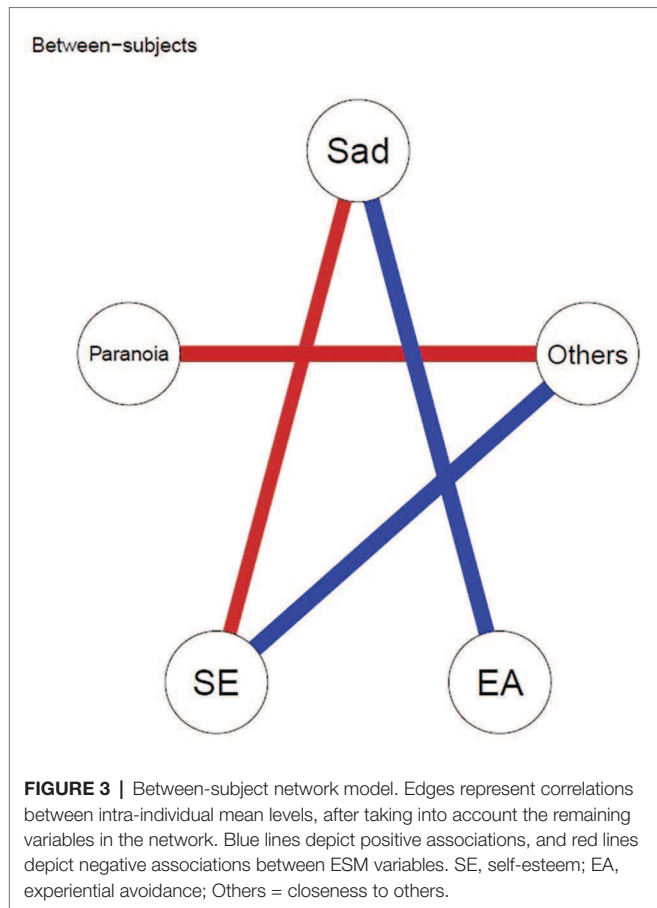 Between-subjects
Sad
Paranoia
Others
SE
EA
FIGURE 3 | Between-subject network model. Edges represent correlations
between intra-individual mean levels, after taking into account the remaining
variables in the network. Blue lines depict positive associations, and red lines
depict negative associations between ESM variables. SE, self-esteem; EA,
experiential avoidance; Others = closeness to others.